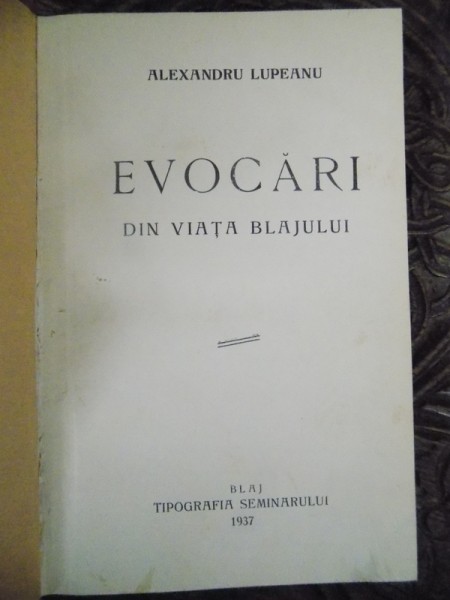 ALEXANDRU LUPEANU
EVOCĂRI
DIN VIAȚA BLAJULUI
BLAJ
TIPOGRAFIA SEMINARULUI
1937